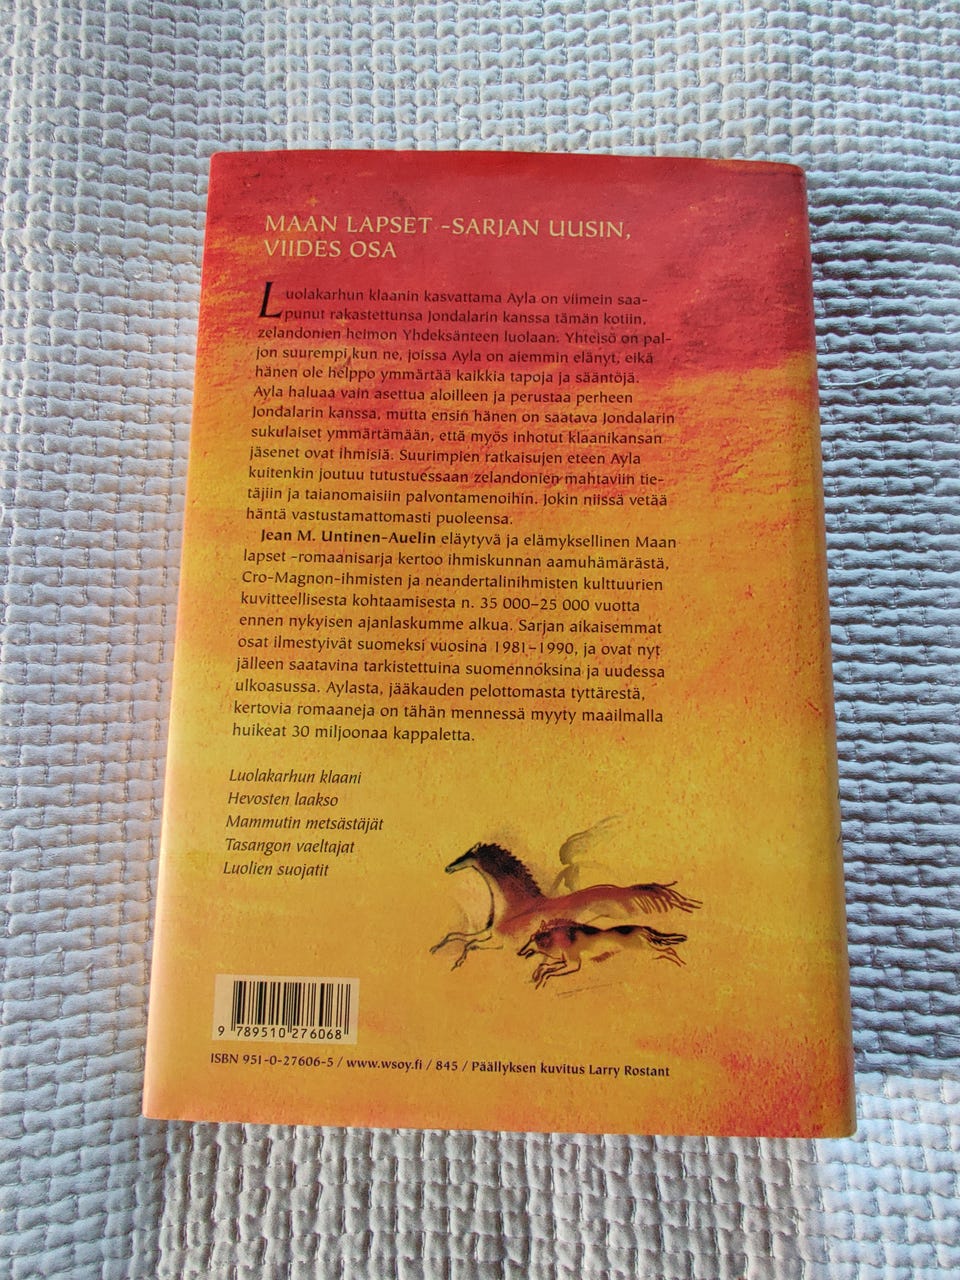 MAAN LAPSET -SARJAN UUSIN,
VIIDES OSA
Luolakarhun klaanin kasvattama Ayla on viimein saa-
punut rakastettunsa Jondalarin kanssa tämän kotiin,
zelandonien heimon Yhdeksänteen luolaan. Yhteisö on pal-
jon suurempi kun ne, joissa Ayla on aiemmin elänyt, eikä
hänen ole helppo ymmärtää kaikkia tapoja ja sääntöjä.
Ayla haluaa vain asettua aloilleen ja perustaa perheen
Jondalarin kanssa, mutta ensin hänen on saatava Jondalarin
sukulaiset ymmärtämään, että myös inhotut klaanikansan
jäsenet ovat ihmisiä. Suurimpien ratkaisujen eteen Ayla
kuitenkin joutuu tutustuessaan zelandonien mahtaviin tie-
täjiin ja taianomaisiin palvontamenoihin. Jokin niissä vetää
häntä vastustamattomasti puoleensa.
Jean M. Untinen-Auelin eläytyvä ja elämyksellinen Maan
lapset -romaanisarja kertoo ihmiskunnan aamuhämärästä,
Cro-Magnon-ihmisten ja neandertalinihmisten kulttuurien
kuvitteellisesta kohtaamisesta n. 35 000–25 000 vuotta
ennen nykyisen ajanlaskumme alkua. Sarjan aikaisemmat
osat ilmestyivät suomeksi vuosina 1981–1990, ja ovat nyt
jälleen saatavina tarkistettuina suomennoksina ja uudessa
ulkoasussa. Aylasta, jääkauden pelottomasta tyttärestä,
kertovia romaaneja on tähän mennessä myyty maailmalla
huikeat 30 miljoonaa kappaletta.
Luolakarhun klaani
Hevosten laakso
Mammutin metsästäjät
Tasangon vaeltajat
Luolien suojatit
9 789510 276068
ISBN 951-0-27606-5 / www.wsoy.fi / 845 / Päällyksen kuvitus Larry Rostant